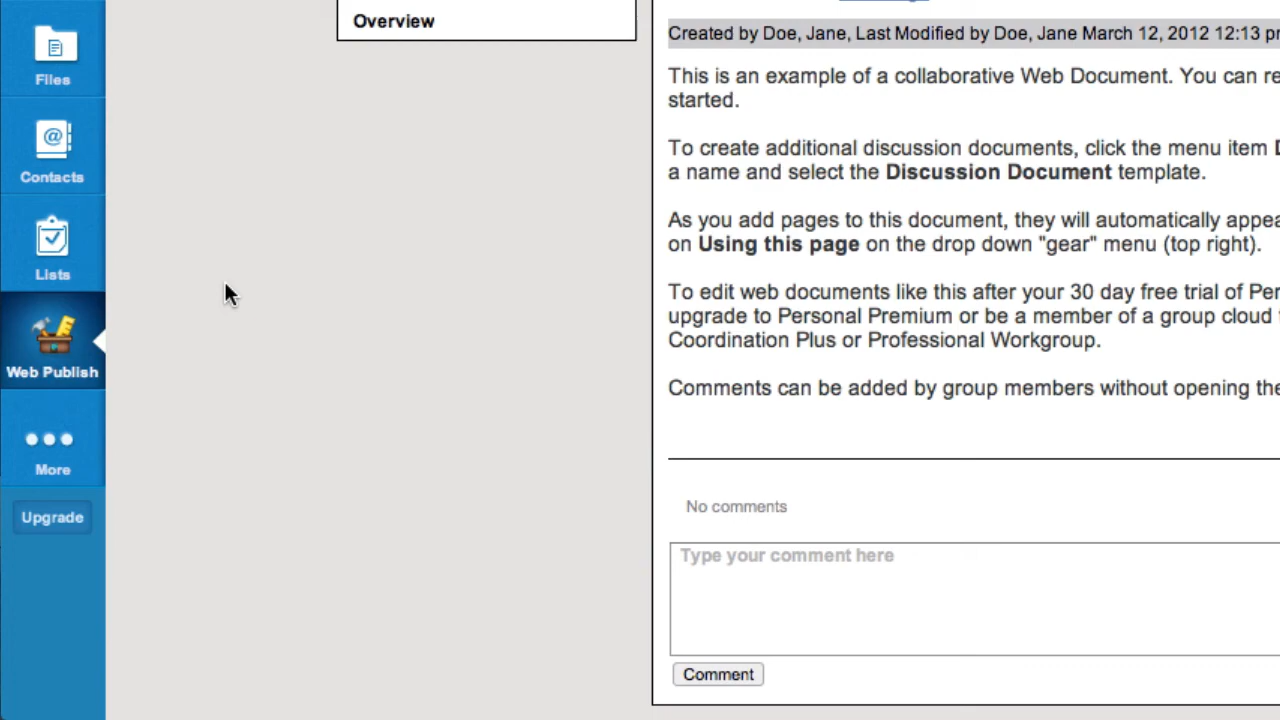 Files
Contacts
Lists
Web Publish
More
Upgrade
Overview
Created by Doe, Jane, Last Modified by Doe, Jane March 12, 2012 12:13 pm
This is an example of a collaborative Web Document. You can re
started.
To create additional discussion documents, click the menu item D
a name and select the Discussion Document template.
As you add pages to this document, they will automatically appea
on Using this page on the drop down "gear" menu (top right).
To edit web documents like this after your 30 day free trial of Per
upgrade to Personal Premium or be a member of a group cloud
Coordination Plus or Professional Workgroup.
Comments can be added by group members without opening the
No comments
Type your comment here
Comment